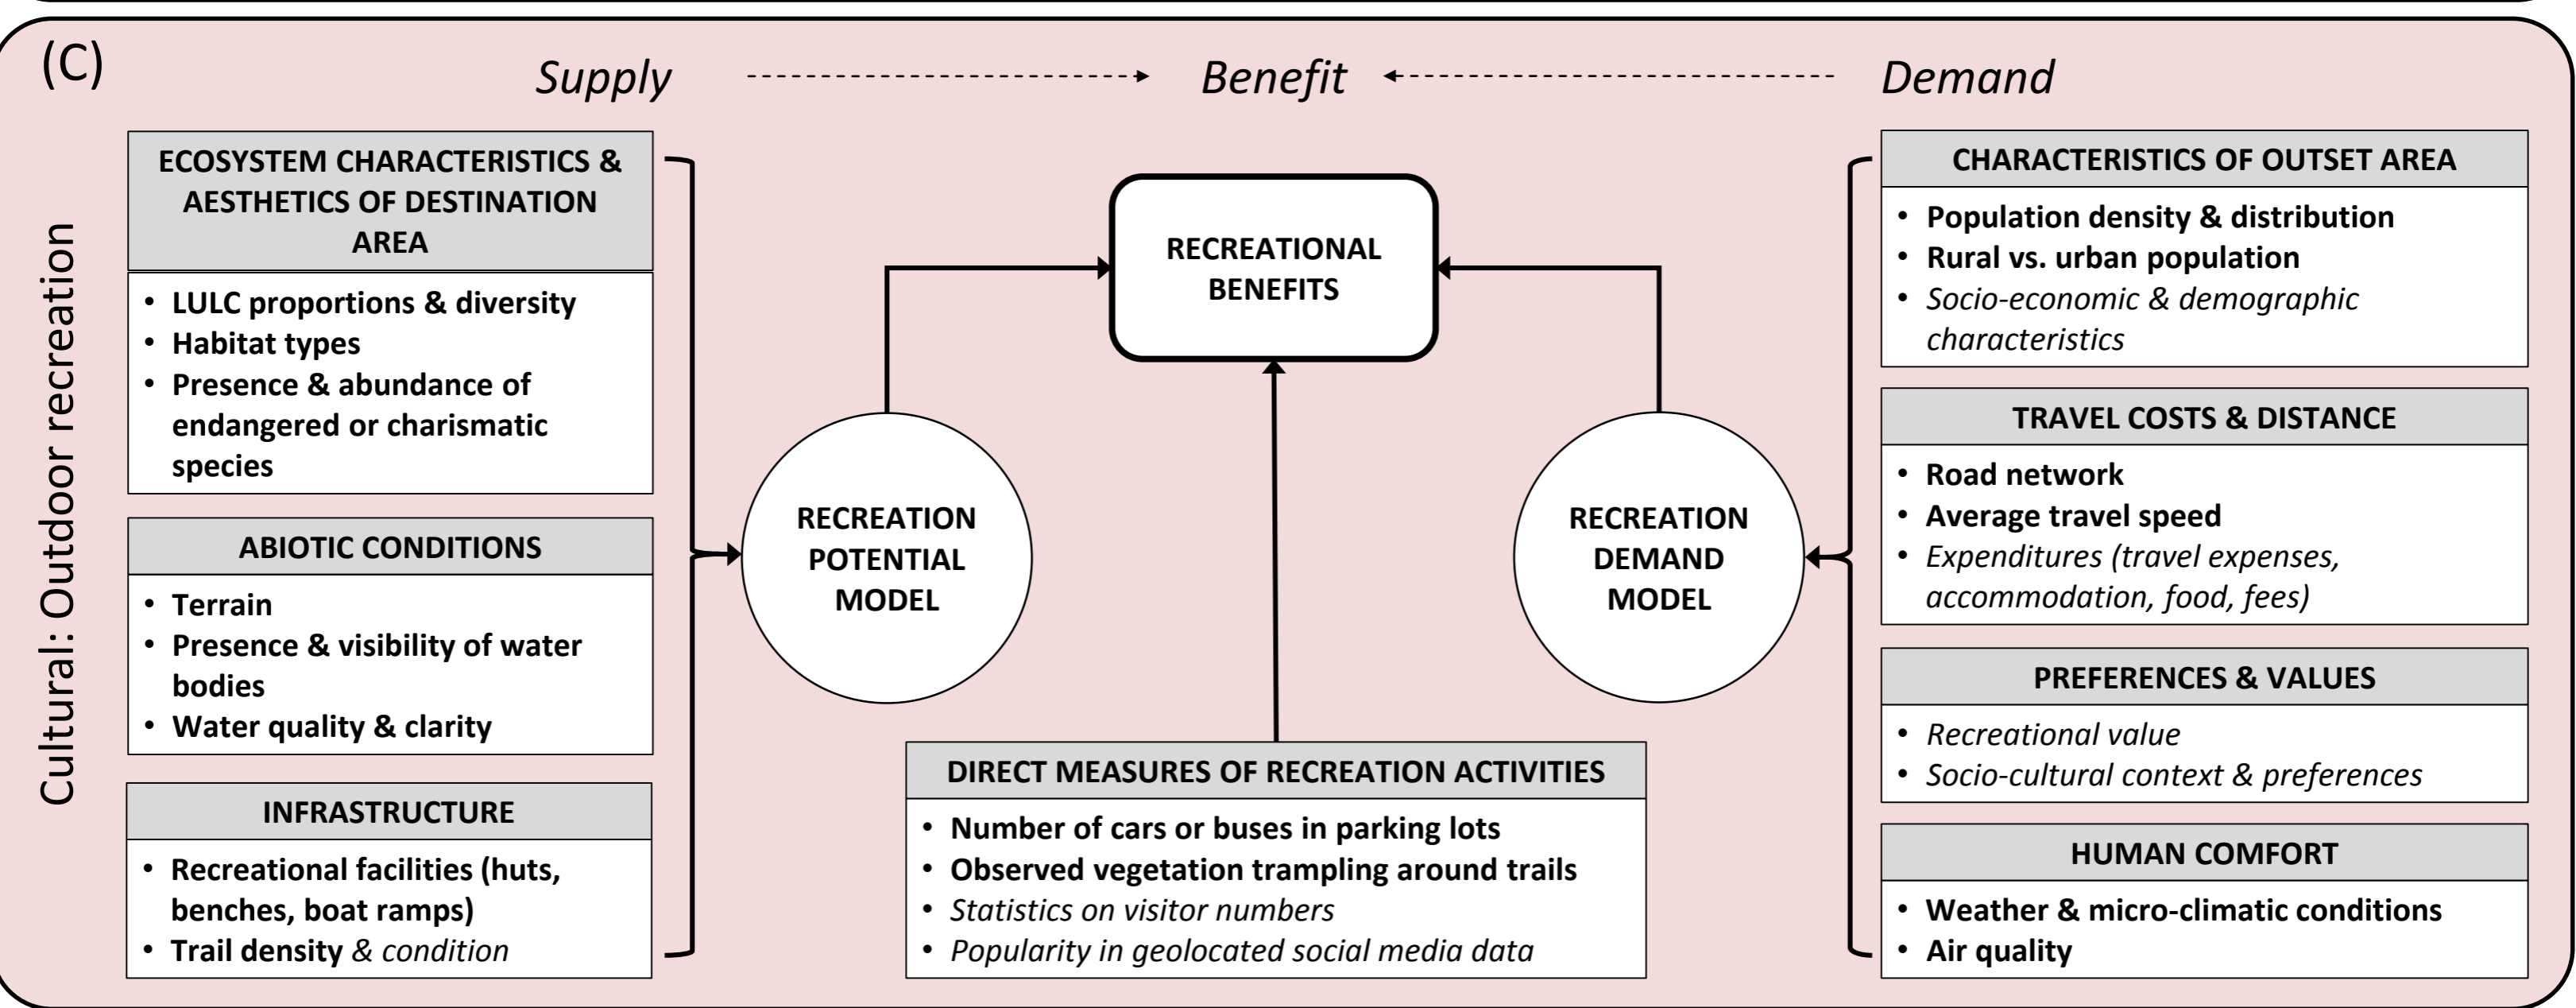 (C)
Supply
Benefit
Demand
Cultural: Outdoor recreation
ECOSYSTEM CHARACTERISTICS &
AESTHETICS OF DESTINATION
AREA
• LULC proportions & diversity
• Habitat types
• Presence & abundance of
endangered or charismatic
species
ABIOTIC CONDITIONS
• Terrain
• Presence & visibility of water
bodies
• Water quality & clarity
INFRASTRUCTURE
• Recreational facilities (huts,
benches, boat ramps)
• Trail density & condition
RECREATION
POTENTIAL
MODEL
RECREATIONAL
BENEFITS
DIRECT MEASURES OF RECREATION ACTIVITIES
• Number of cars or buses in parking lots
• Observed vegetation trampling around trails
• Statistics on visitor numbers
• Popularity in geolocated social media data
RECREATION
DEMAND
MODEL
CHARACTERISTICS OF OUTSET AREA
• Population density & distribution
• Rural vs. urban population
• Socio-economic & demographic
characteristics
TRAVEL COSTS & DISTANCE
• Road network
• Average travel speed
• Expenditures (travel expenses,
accommodation, food, fees)
PREFERENCES & VALUES
• Recreational value
• Socio-cultural context & preferences
HUMAN COMFORT
• Weather & micro-climatic conditions
• Air quality